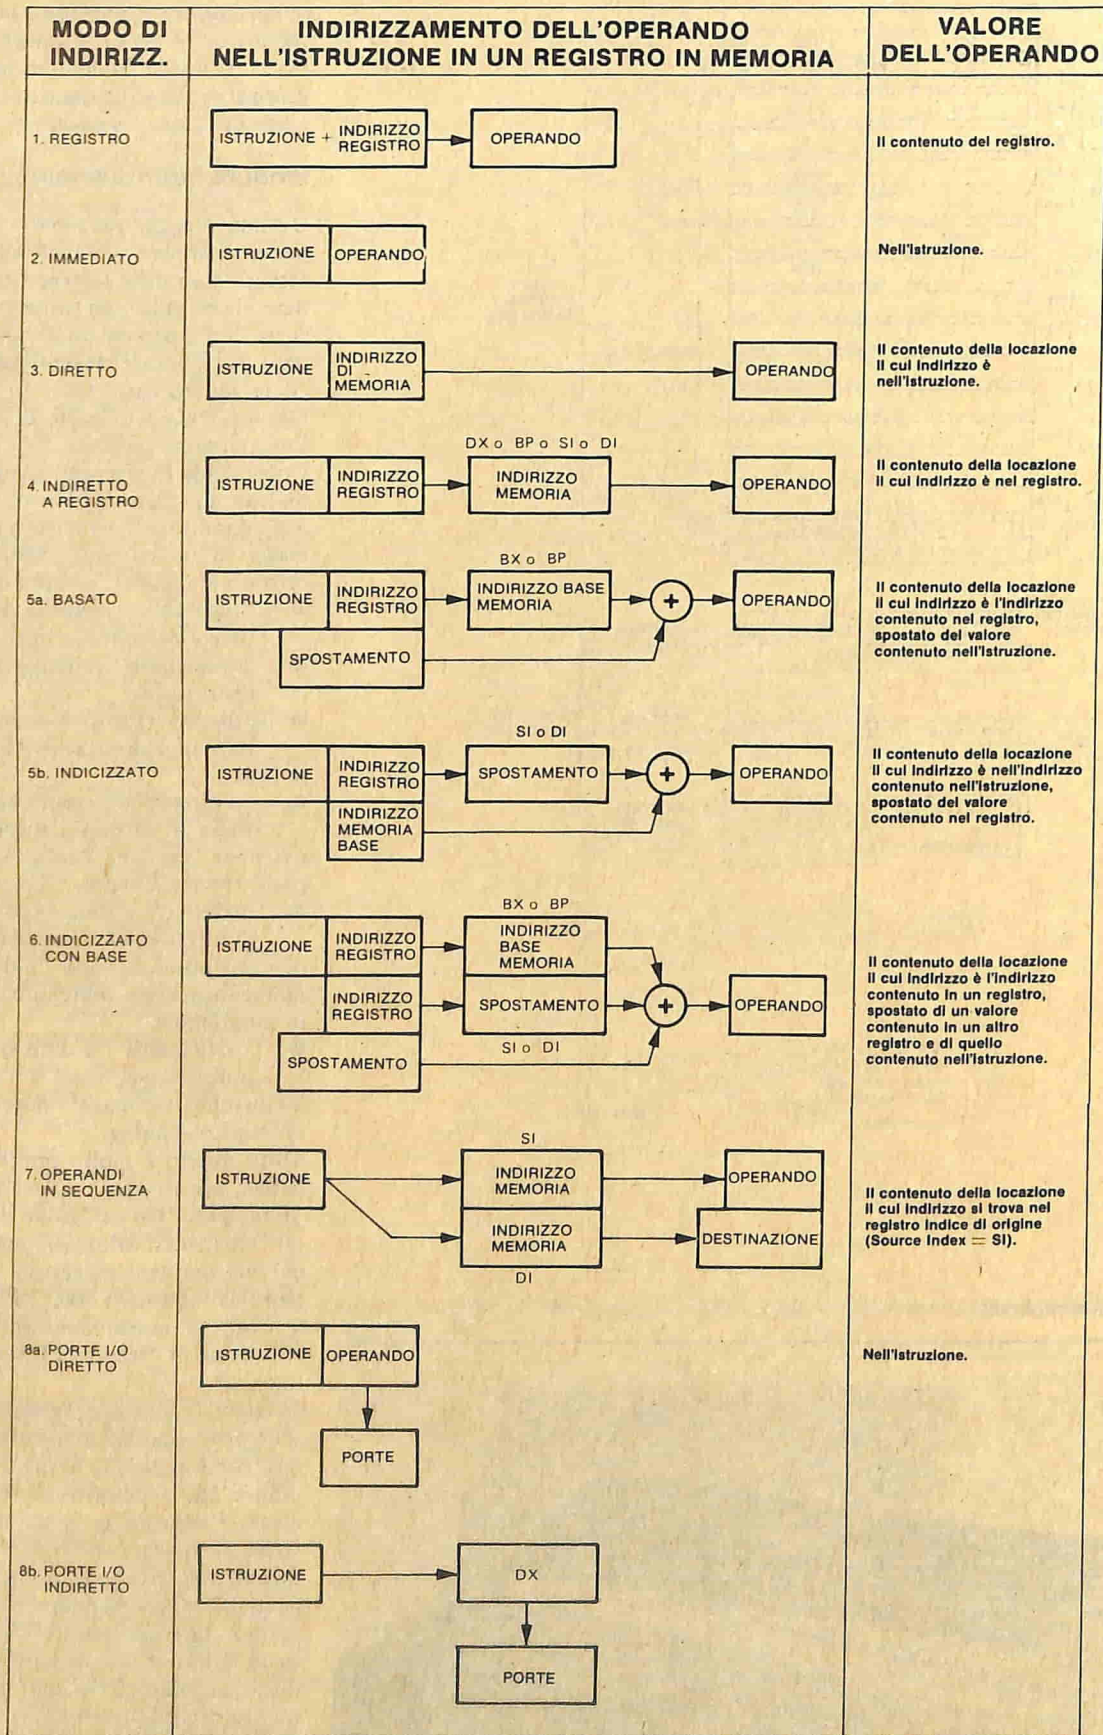 MODO DI
INDIRIZZ.
INDIRIZZAMENTO DELL'OPERANDO
NELL'ISTRUZIONE IN UN REGISTRO IN MEMORIA
VALORE
DELL'OPERANDO
1. REGISTRO
ISTRUZIONE + INDIRIZZO
REGISTRO
OPERANDO
Il contenuto del registro.
2. IMMEDIATO
ISTRUZIONE
OPERANDO
Nell'istruzione.
3. DIRETTO
ISTRUZIONE
INDIRIZZO
DI
MEMORIA
OPERANDO
Il contenuto della locazione
il cui indirizzo è
nell'istruzione.
4. INDIRETTO
A REGISTRO
ISTRUZIONE
INDIRIZZO
REGISTRO
DX o BP o SI o DI
INDIRIZZO
MEMORIA
OPERANDO
Il contenuto della locazione
il cui indirizzo è nel registro.
5a. BASATO
ISTRUZIONE
INDIRIZZO
REGISTRO
SPOSTAMENTO
BX o BP
INDIRIZZO BASE
MEMORIA
+
OPERANDO
Il contenuto della locazione
il cui indirizzo è l'indirizzo
contenuto nel registro,
spostato del valore
contenuto nell'istruzione.
5b. INDICIZZATO
ISTRUZIONE
INDIRIZZO
REGISTRO
INDIRIZZO
MEMORIA
BASE
SI o DI
SPOSTAMENTO
+
OPERANDO
Il contenuto della locazione
il cui indirizzo è nell'indirizzo
contenuto nell'istruzione,
spostato del valore
contenuto nel registro.
6. INDICIZZATO
CON BASE
ISTRUZIONE
INDIRIZZO
REGISTRO
INDIRIZZO
REGISTRO
SPOSTAMENTO
BX o BP
INDIRIZZO
BASE
MEMORIA
SPOSTAMENTO
SI o DI
+
OPERANDO
Il contenuto della locazione
il cui indirizzo è l'indirizzo
contenuto in un registro,
spostato di un valore
contenuto in un altro
registro e di quello
contenuto nell'istruzione.
7. OPERANDI
IN SEQUENZA
ISTRUZIONE
SI
INDIRIZZO
MEMORIA
INDIRIZZO
MEMORIA
DI
OPERANDO
DESTINAZIONE
Il contenuto della locazione
il cui indirizzo si trova nel
registro indice di origine
(Source Index = SI).
8a. PORTE I/O
DIRETTO
ISTRUZIONE
OPERANDO
PORTE
Nell'istruzione.
8b. PORTE I/O
INDIRETTO
ISTRUZIONE
DX
PORTE